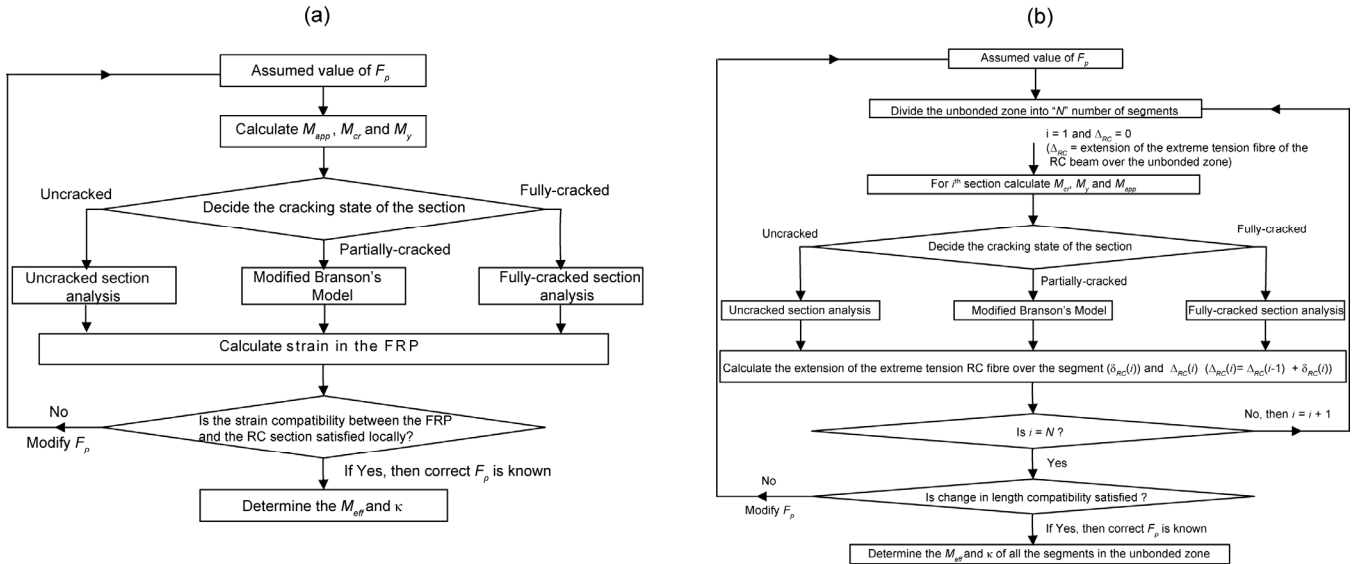 (a)
Assumed value of F_p
Calculate M_app, M_cr and M_y
Uncracked
Fully-cracked
Decide the cracking state of the section
Partially-cracked
Uncracked section
analysis
Modified Branson's
Model
Fully-cracked section
analysis
Calculate strain in the FRP
No
Modify F_p
Is the strain compatibility between the FRP
and the RC section satisfied locally?
If Yes, then correct F_p is known
Determine the M_eff and κ
(b)
Assumed value of F_p
Divide the unbonded zone into "N" number of segments
i = 1 and Δ_RC = 0
(Δ_RC = extension of the extreme tension fibre of the
RC beam over the unbonded zone)
For i^th section calculate M_cr, M_y and M_app
Uncracked
Fully-cracked
Decide the cracking state of the section
Partially-cracked
Uncracked section analysis
Modified Branson's Model
Fully-cracked section analysis
Calculate the extension of the extreme tension RC fibre over the segment (δ_RC(i)) and Δ_RC(i) (Δ_RC(i)= Δ_RC(i-1) + δ_RC(i))
No, then i = i + 1
Is i = N ?
Yes
No
Modify F_p
Is change in length compatibility satisfied ?
If Yes, then correct F_p is known
Determine the M_eff and κ of all the segments in the unbonded zone